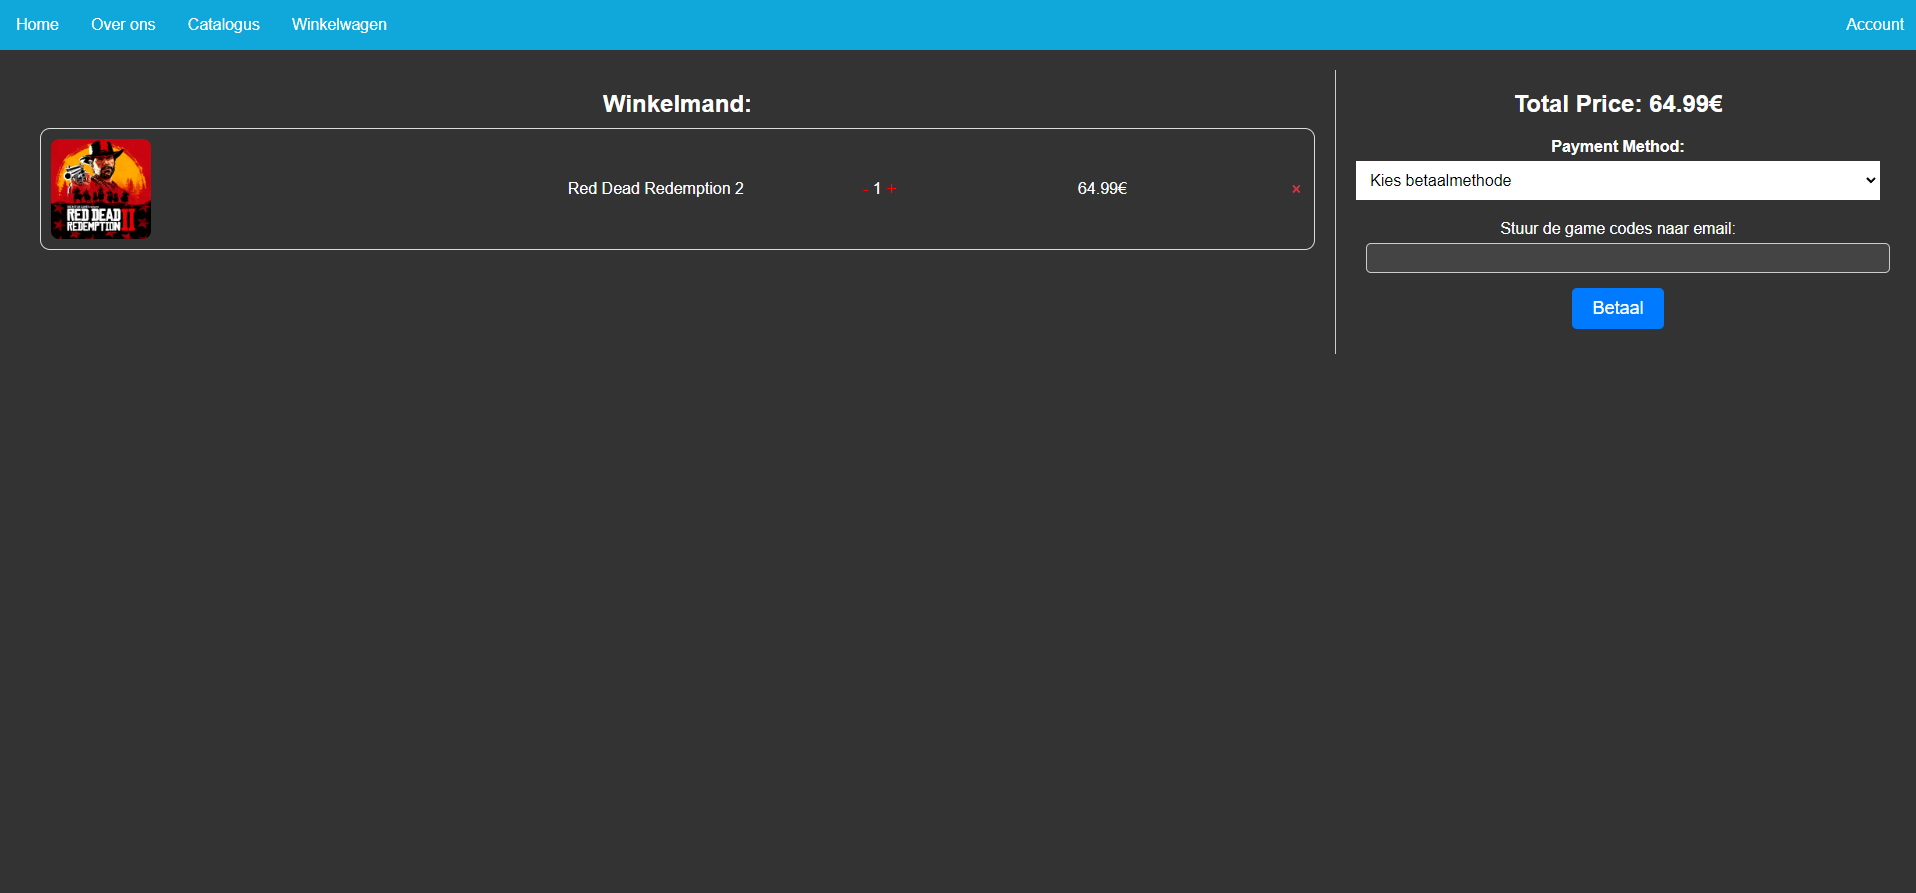 Home Over ons Catalogus Winkelwagen Account
Winkelmand:
RED DEAD
REDEMPTION II
Red Dead Redemption 2 - 1 + 64.99€ ×
Total Price: 64.99€
Payment Method:
Kies betaalmethode
Stuur de game codes naar email:
Betaal